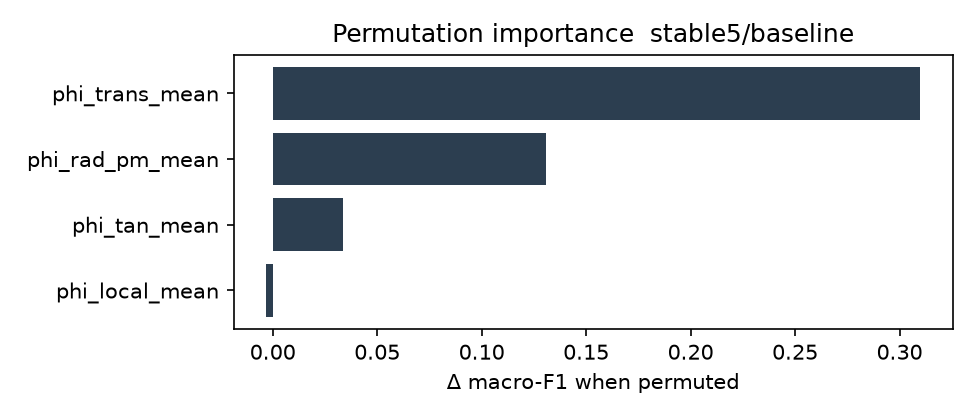 Permutation importance  stable5/baseline
phi_trans_mean
phi_rad_pm_mean
phi_tan_mean
phi_local_mean
0.00 0.05 0.10 0.15 0.20 0.25 0.30
Δ macro-F1 when permuted